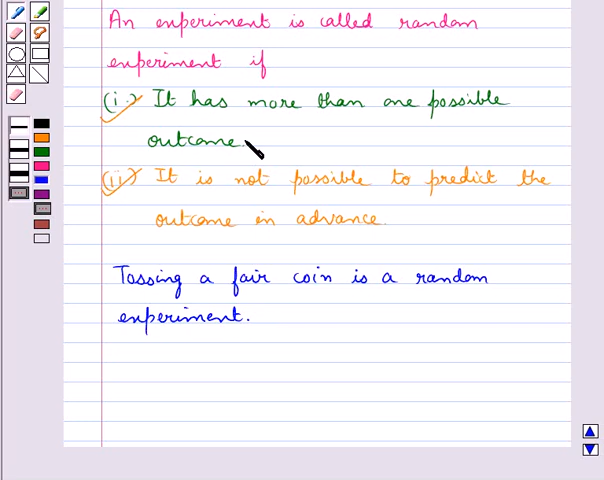 An experiment is called random
experiment if
(i.) It has more than one possible
outcome.
(ii) It is not possible to predict the
outcome in advance.
Tossing a fair coin is a random
experiment.